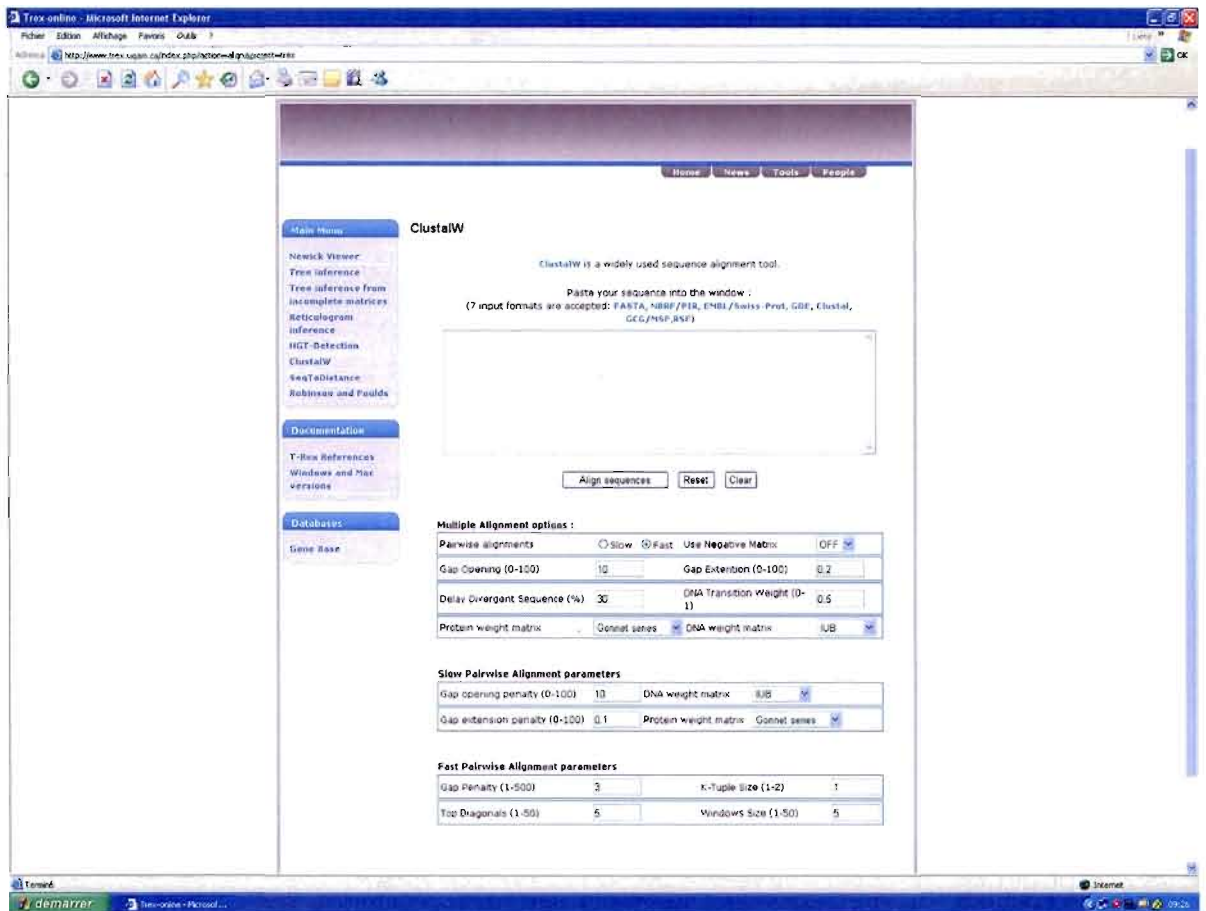 Trex-online - Microsoft Internet Explorer
Fichier Edition Affichage Favoris Outils ?
OK
Home News Tools People
Main Menu
Newick Viewer
Tree inference
Tree inference from
incomplete matrices
Reticulogram
inference
HGT-Detection
ClustalW
SeqToDistance
Robinson and Foulds
Documentation
T-Rex References
Windows and Mac
versions
Databases
Gene Base
ClustalW
ClustalW is a widely used sequence alignment tool.
Paste your sequence into the window :
(7 input formats are accepted: FASTA, NBRF/PIR, EMBL/Swiss-Prot, GDE, Clustal,
GCG/MSF,RSF)
Align sequences Reset Clear
Multiple Alignment options :
Pairwise alignments Slow Fast Use Negative Matrix OFF
Gap Opening (0-100) 10 Gap Extention (0-100) 0.2
Delay Divergent Sequence (%) 30 DNA Transition Weight (0-
1) 0.5
Protein weight matrix Gonnet series DNA weight matrix IUB
Slow Pairwise Alignment parameters
Gap opening penalty (0-100) 10 DNA weight matrix IUB
Gap extension penalty (0-100) 0.1 Protein weight matrix Gonnet series
Fast Pairwise Alignment parameters
Gap Penalty (1-500) 3 K-Tuple Size (1-2) 1
Top Diagonals (1-50) 5 Windows Size (1-50) 5
Terminé Internet
démarrer Trex-online - Microsof... 09:26